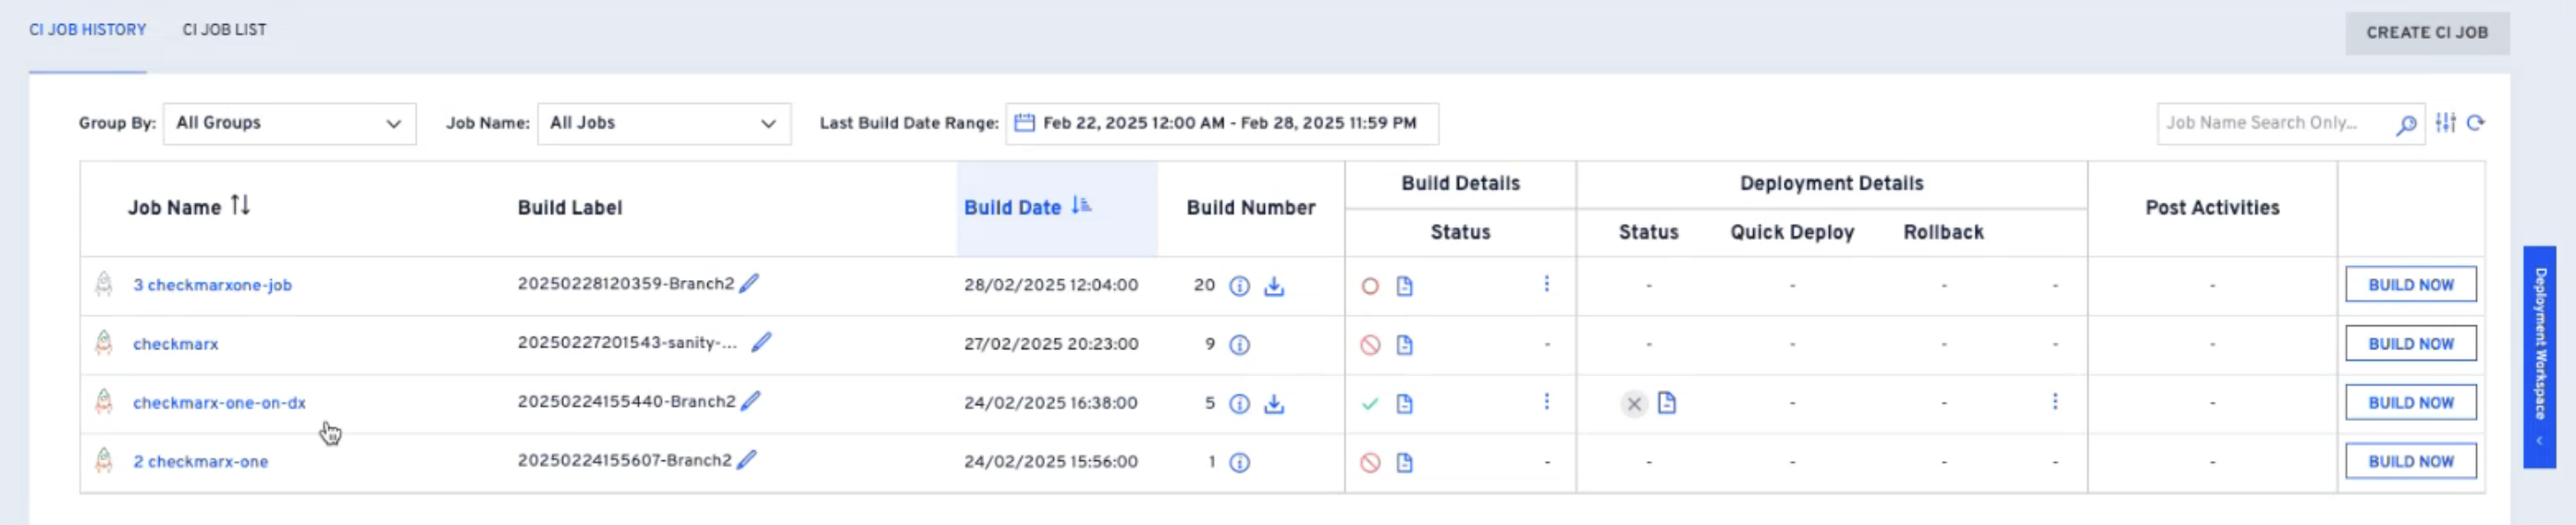 CI JOB HISTORY CI JOB LIST CREATE CI JOB
Group By: All Groups Job Name: All Jobs Last Build Date Range: Feb 22, 2025 12:00 AM - Feb 28, 2025 11:59 PM Job Name Search Only...
Build Details Deployment Details
Job Name Build Label Build Date Build Number Post Activities
Status Status Quick Deploy Rollback
3 checkmarxone-job 20250228120359-Branch2 28/02/2025 12:04:00 20 - - - - - BUILD NOW
checkmarx 20250227201543-sanity-... 27/02/2025 20:23:00 9 - - - - - - BUILD NOW
checkmarx-one-on-dx 20250224155440-Branch2 24/02/2025 16:38:00 5 - - - BUILD NOW
2 checkmarx-one 20250224155607-Branch2 24/02/2025 15:56:00 1 - - - - - - BUILD NOW
Deployment Workspace